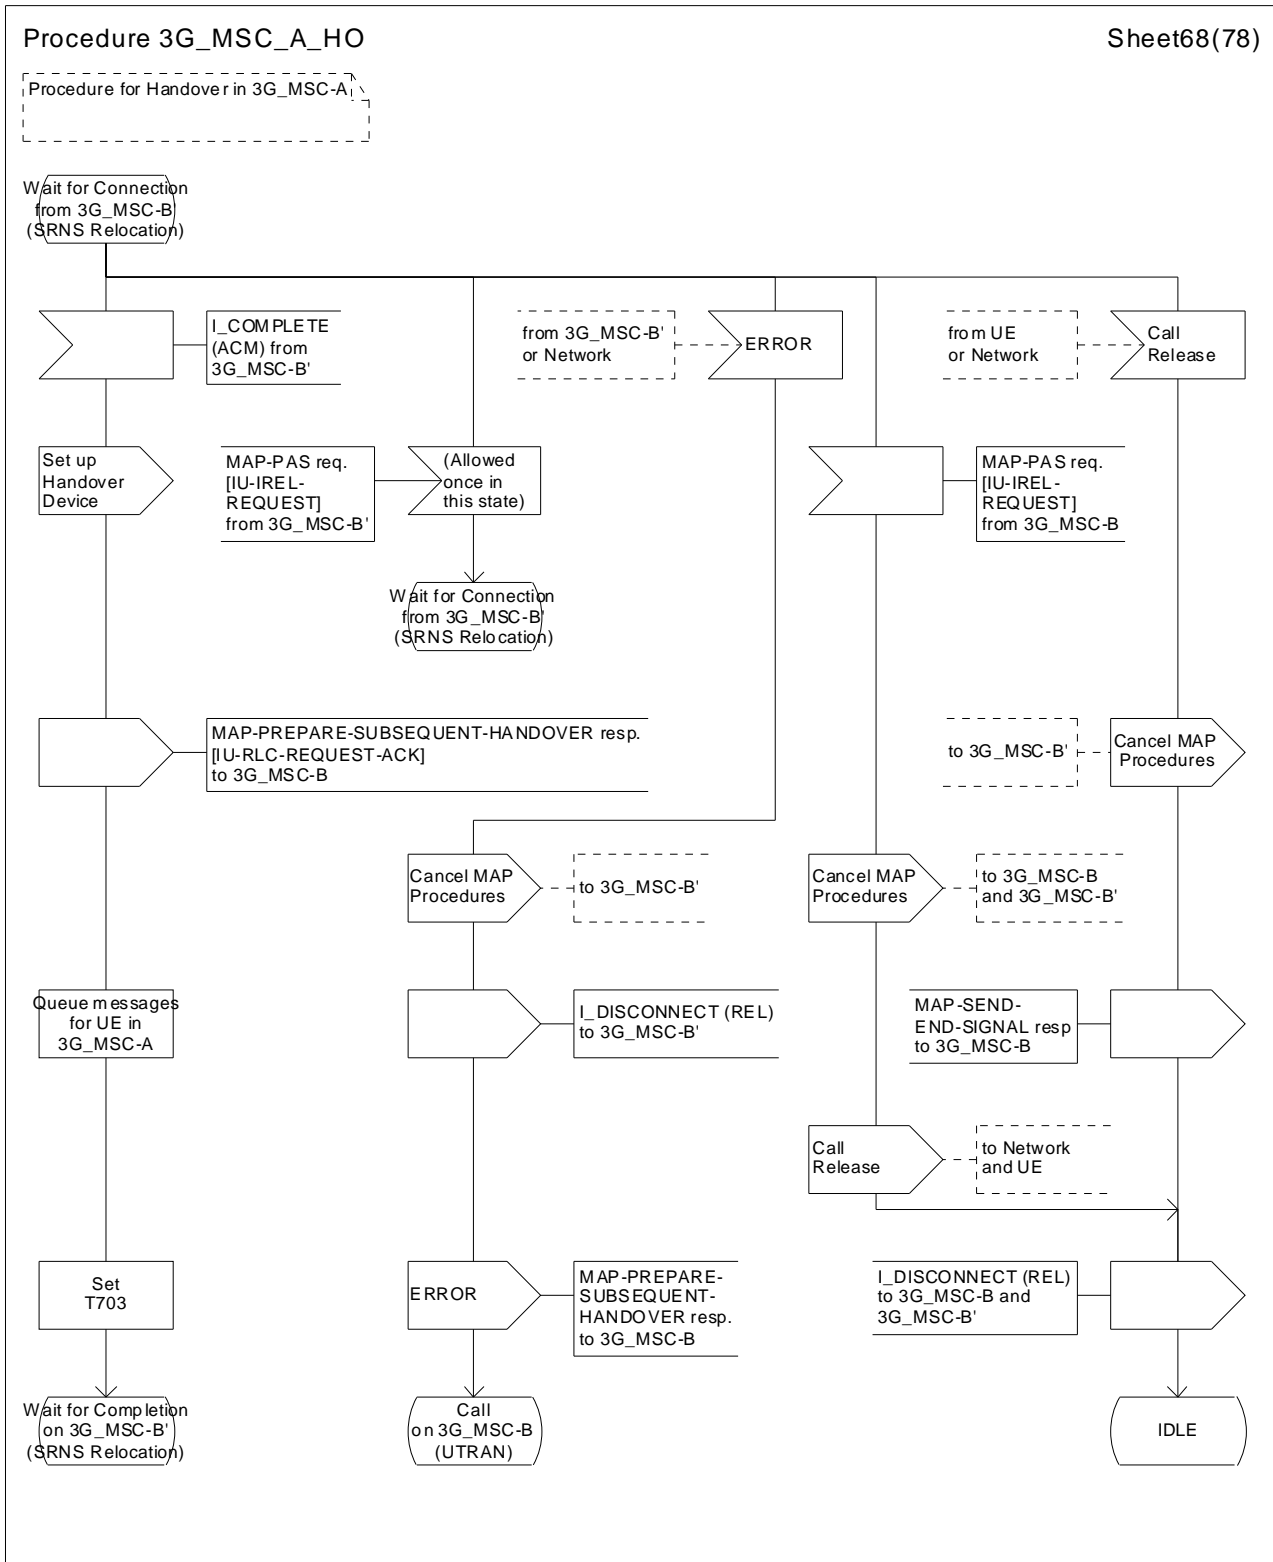 Procedure 3G_MSC_A_HO
Sheet68(78)
Procedure for Handover in 3G_MSC-A
Wait for Connection
from 3G_MSC-B'
(SRNS Relocation)
I_COMPLETE
(ACM) from
3G_MSC-B'
from 3G_MSC-B'
or Network
ERROR
from UE
or Network
Call
Release
Set up
Handover
Device
MAP-PAS req.
[IU-IREL-
REQUEST]
from 3G_MSC-B'
(Allowed
once in
this state)
MAP-PAS req.
[IU-IREL-
REQUEST]
from 3G_MSC-B
Wait for Connection
from 3G_MSC-B'
(SRNS Relocation)
MAP-PREPARE-SUBSEQUENT-HANDOVER resp.
[IU-RLC-REQUEST-ACK]
to 3G_MSC-B
to 3G_MSC-B'
Cancel MAP
Procedures
Cancel MAP
Procedures
to 3G_MSC-B'
Cancel MAP
Procedures
to 3G_MSC-B
and 3G_MSC-B'
Queue messages
for UE in
3G_MSC-A
I_DISCONNECT (REL)
to 3G_MSC-B'
MAP-SEND-
END-SIGNAL resp
to 3G_MSC-B
Call
Release
to Network
and UE
Set
T703
ERROR
MAP-PREPARE-
SUBSEQUENT-
HANDOVER resp.
to 3G_MSC-B
I_DISCONNECT (REL)
to 3G_MSC-B and
3G_MSC-B'
Wait for Completion
on 3G_MSC-B'
(SRNS Relocation)
Call
on 3G_MSC-B
(UTRAN)
IDLE